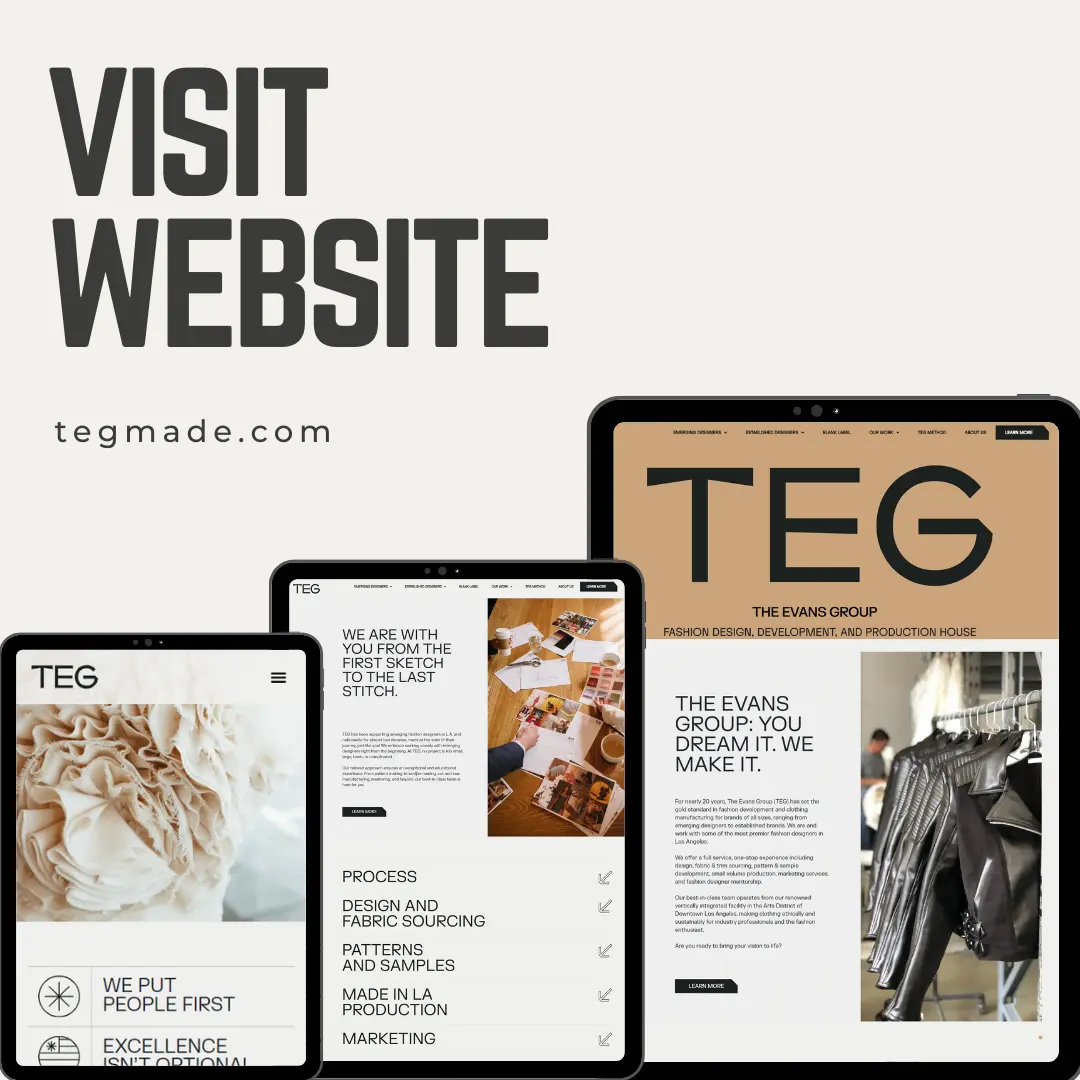 VISIT
WEBSITE
tegmade.com
TEG
WE PUT
PEOPLE FIRST
EXCELLENCE
ISN'T OPTIONAL
TEG
EMERGING DESIGNERS
ESTABLISHED DESIGNERS
BLANK LABEL
OUR WORK
TEG METHOD
ABOUT US
LEARN MORE
WE ARE WITH
YOU FROM THE
FIRST SKETCH
TO THE LAST
STITCH.
LEARN MORE
PROCESS
DESIGN AND
FABRIC SOURCING
PATTERNS
AND SAMPLES
MADE IN LA
PRODUCTION
MARKETING
EMERGING DESIGNERS
ESTABLISHED DESIGNERS
BLANK LABEL
OUR WORK
TEG METHOD
ABOUT US
LEARN MORE
TEG
THE EVANS GROUP
FASHION DESIGN, DEVELOPMENT, AND PRODUCTION HOUSE
THE EVANS
GROUP: YOU
DREAM IT. WE
MAKE IT.
For nearly 20 years, The Evans Group (TEG) has set the
gold standard in fashion development and clothing
manufacturing for brands of all sizes, ranging from
emerging designers to established brands. We are and
work with some of the most premier fashion designers in
Los Angeles.
We offer a full service, one-stop experience including
design, fabric & trim sourcing, pattern & sample
development, small volume production, marketing services,
and fashion designer mentorship.
Our best-in-class team operates from our renowned
vertically integrated facility in the Arts District of
Downtown Los Angeles, making clothing ethically and
sustainably for industry professionals and the fashion
enthusiast.
Are you ready to bring your vision to life?
LEARN MORE